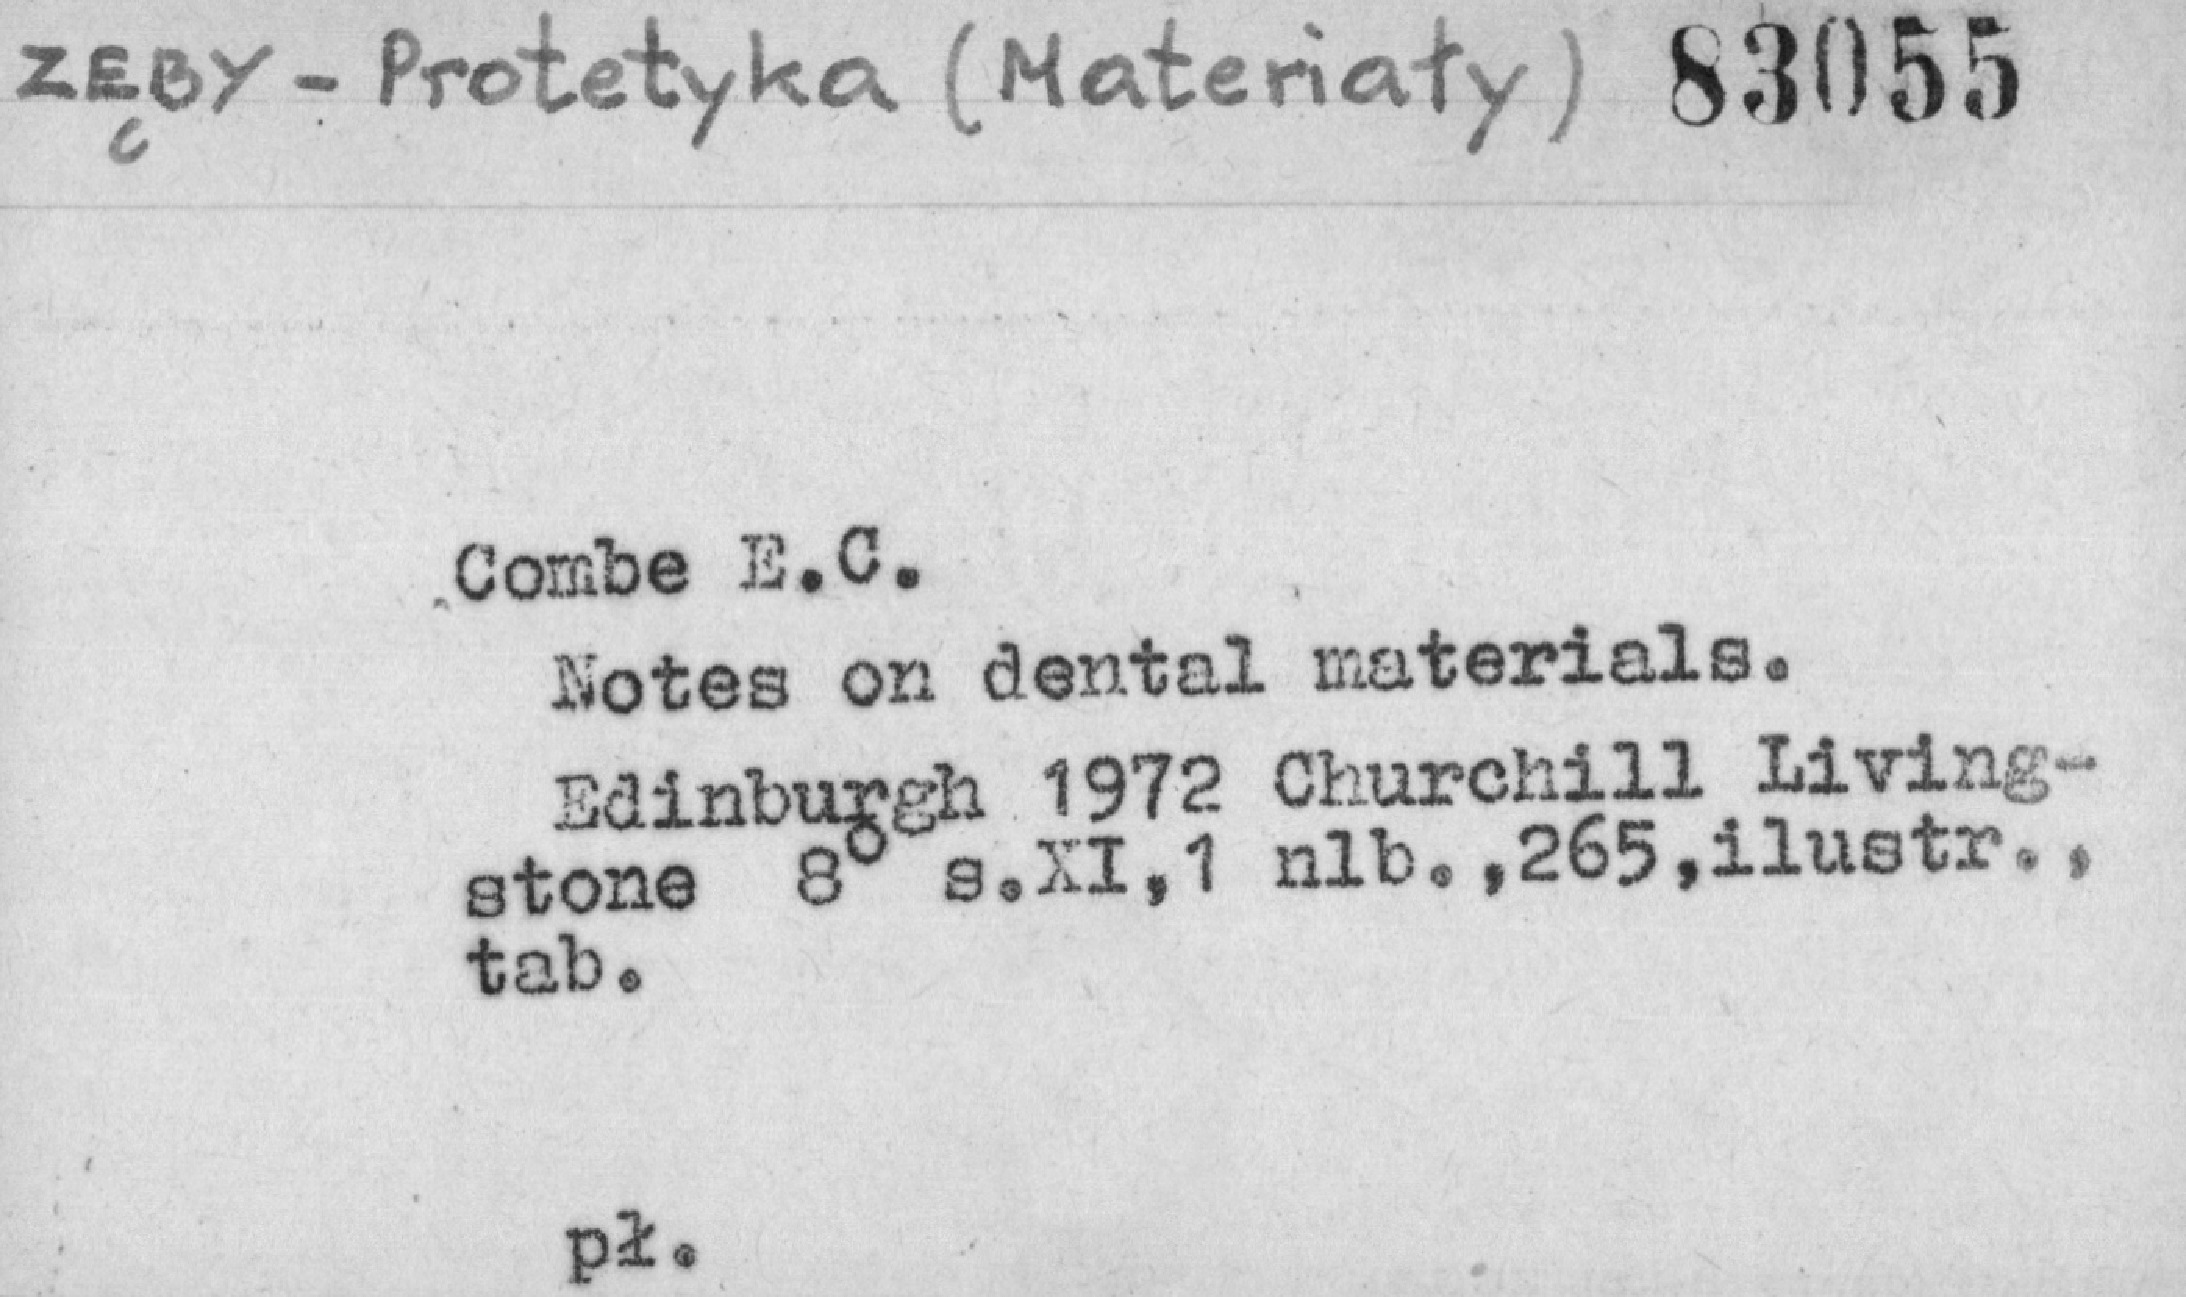 ZĘBY - Protetyka (Materiały) 83055
Combe E.C.
Notes on dental materials.
Edinburgh 1972 Churchill Living-
stone 8° s.XI,1 nlb.,265,ilustr.,
tab.
pł.